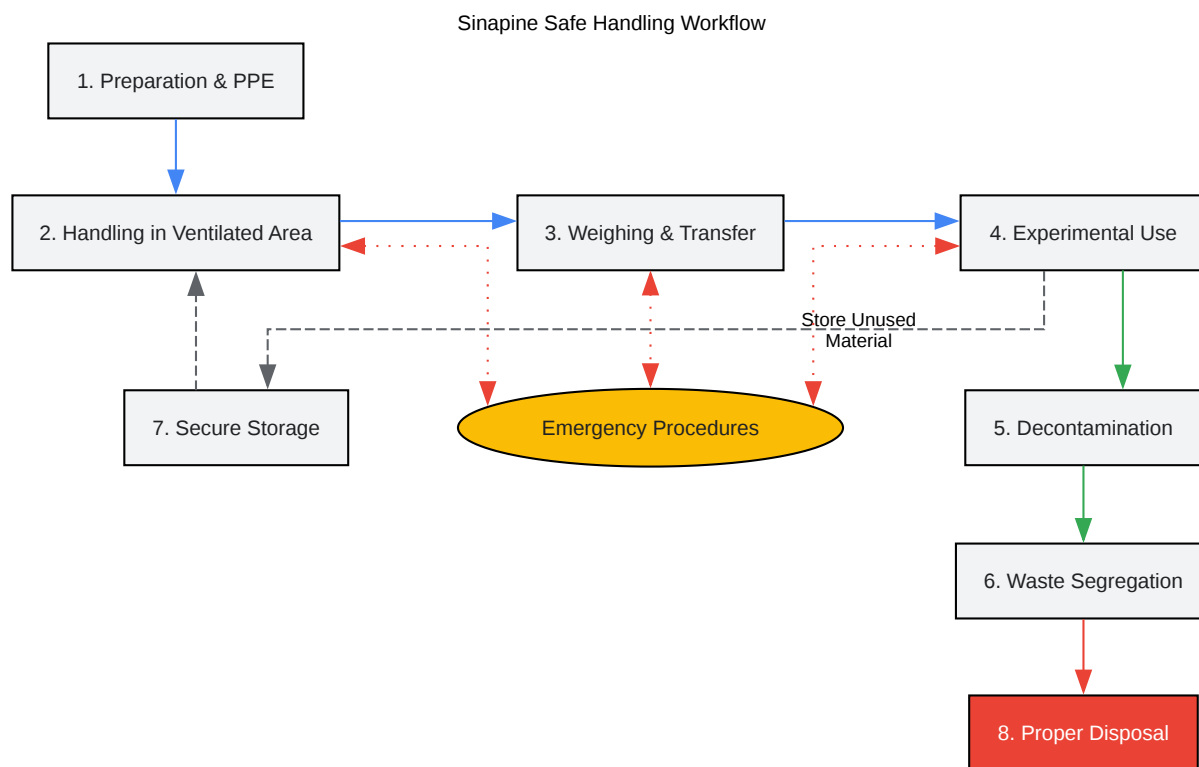 Sinapine Safe Handling Workflow
1. Preparation & PPE
2. Handling in Ventilated Area
3. Weighing & Transfer
4. Experimental Use
Store Unused
Material
7. Secure Storage
Emergency Procedures
5. Decontamination
6. Waste Segregation
8. Proper Disposal